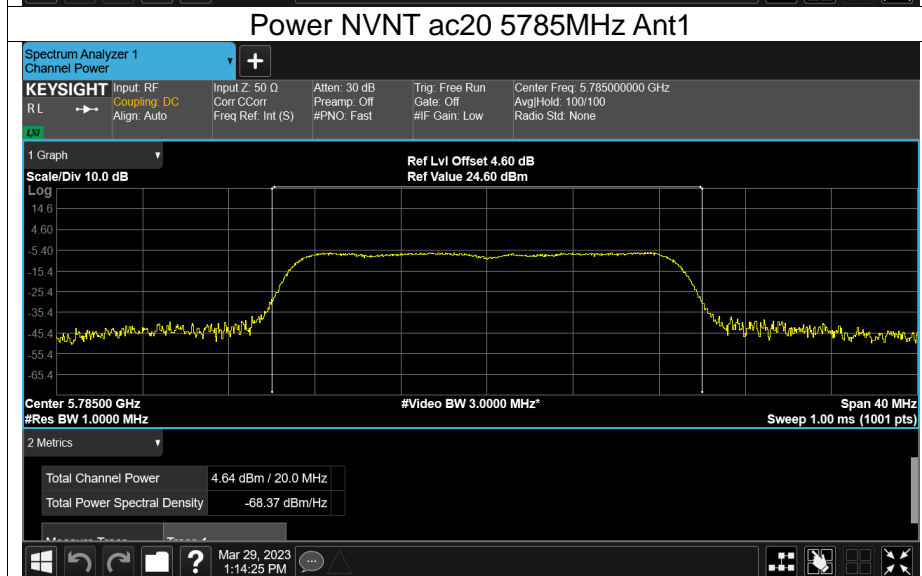 Power NVNT ac20 5785MHz Ant1
Spectrum Analyzer 1
Channel Power
+
KEYSIGHT Input: RF Input Z: 50 Ω Atten: 30 dB Trig: Free Run Center Freq: 5.785000000 GHz
RL Coupling: DC Corr CCorr Preamp: Off Gate: Off Avg|Hold: 100/100
Align: Auto Freq Ref: Int (S) #PNO: Fast #IF Gain: Low Radio Std: None
LXI
1 Graph Ref Lvl Offset 4.60 dB
Scale/Div 10.0 dB Ref Value 24.60 dBm
Log
14.6
4.60
-5.40
-15.4
-25.4
-35.4
-45.4
-55.4
-65.4
Center 5.78500 GHz #Video BW 3.0000 MHz* Span 40 MHz
#Res BW 1.0000 MHz Sweep 1.00 ms (1001 pts)
2 Metrics
Total Channel Power 4.64 dBm / 20.0 MHz
Total Power Spectral Density -68.37 dBm/Hz
Measure Trace Trace 1
? Mar 29, 2023
1:14:25 PM